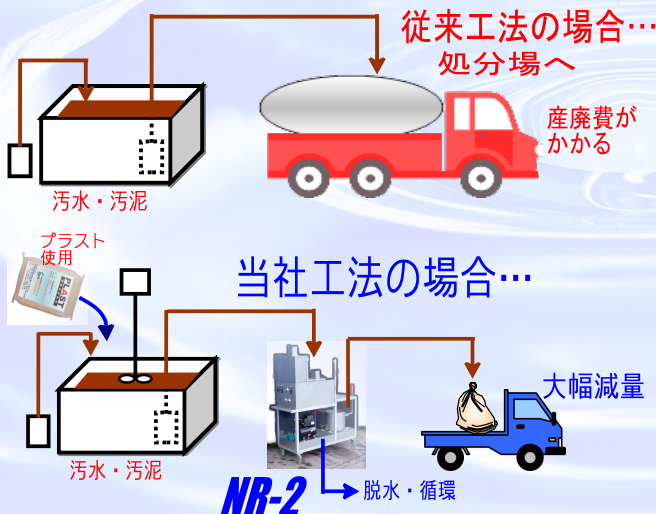 従来工法の場合…
処分場へ
産廃費が
かかる
汚水・汚泥
プラスト
使用
当社工法の場合…
PLAST
大幅減量
汚水・汚泥
NR-2
脱水・循環